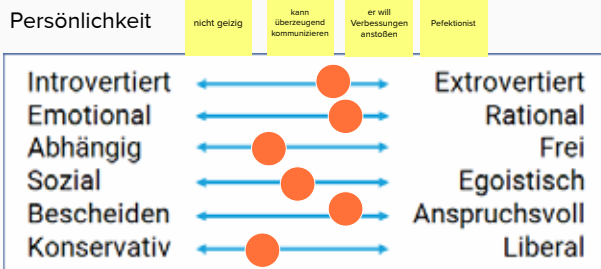 Persönlichkeit
nicht geizig
kann
überzeugend
kommunizieren
er will
Verbessungen
anstoßen
Pefektionist
Introvertiert Extrovertiert
Emotional Rational
Abhängig Frei
Sozial Egoistisch
Bescheiden Anspruchsvoll
Konservativ Liberal